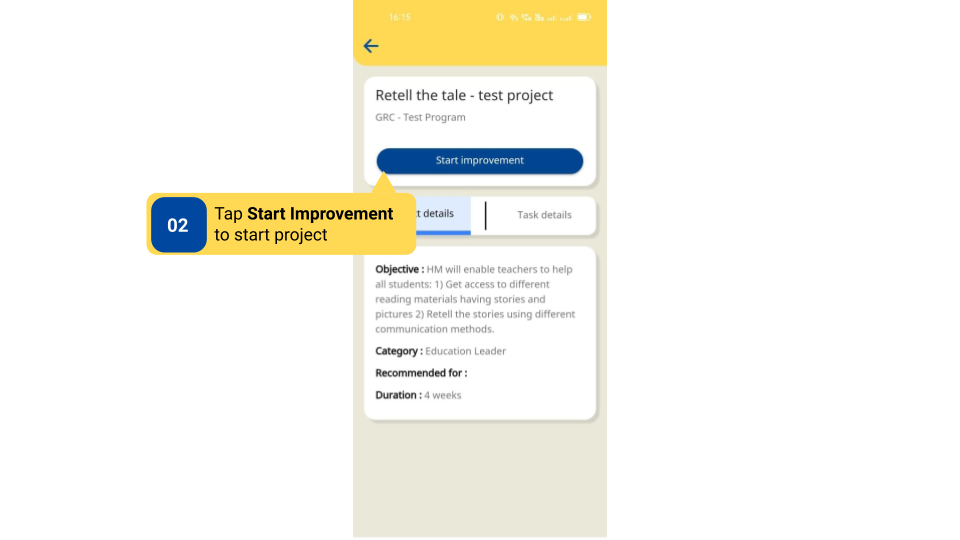 16:15
Retell the tale - test project
GRC - Test Program
Start improvement
02
Tap Start Improvement
to start project
details
Task details
Objective : HM will enable teachers to help
all students: 1) Get access to different
reading materials having stories and
pictures 2) Retell the stories using different
communication methods.
Category : Education Leader
Recommended for :
Duration : 4 weeks